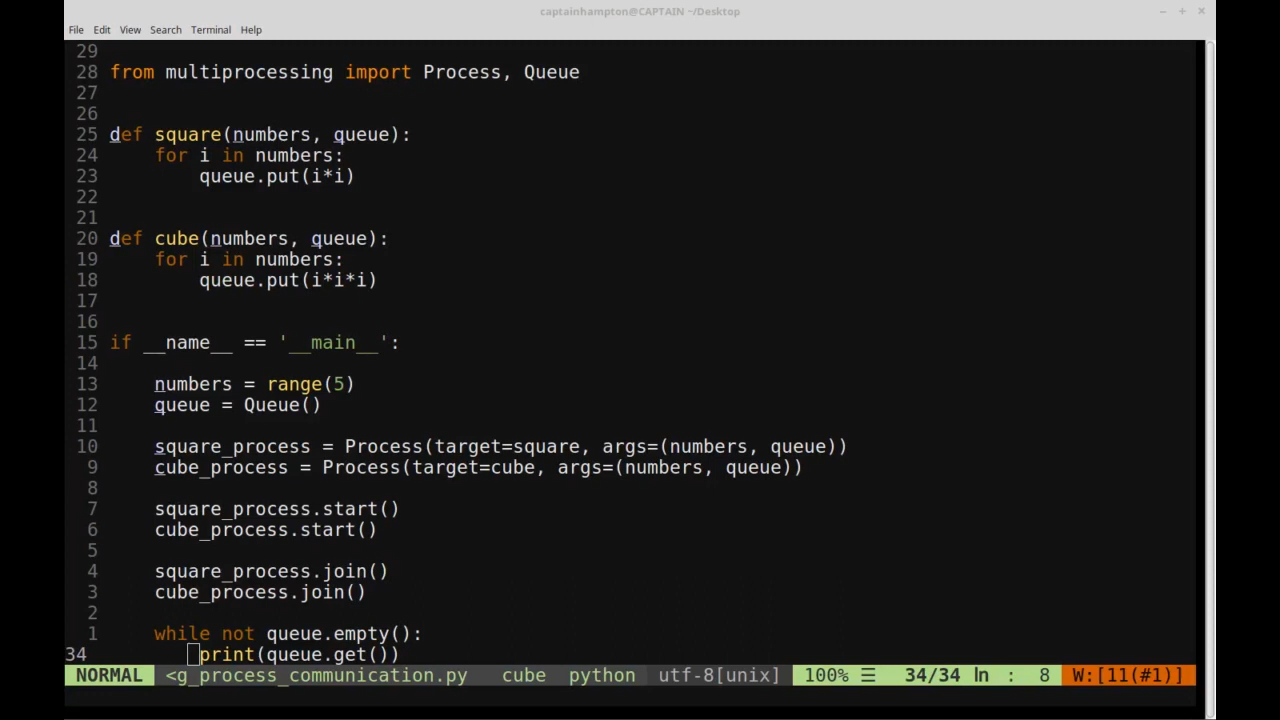 captainhampton@CAPTAIN ~/Desktop
File Edit View Search Terminal Help
29
28 from multiprocessing import Process, Queue
27
26
25 def square(numbers, queue):
24     for i in numbers:
23         queue.put(i*i)
22
21
20 def cube(numbers, queue):
19     for i in numbers:
18         queue.put(i*i*i)
17
16
15 if __name__ == '__main__':
14
13     numbers = range(5)
12     queue = Queue()
11
10     square_process = Process(target=square, args=(numbers, queue))
9     cube_process = Process(target=cube, args=(numbers, queue))
8
7     square_process.start()
6     cube_process.start()
5
4     square_process.join()
3     cube_process.join()
2
1     while not queue.empty():
34         print(queue.get())
NORMAL <g_process_communication.py cube python utf-8[unix] 100% ☰ 34/34 ln : 8 W:[11(#1)]